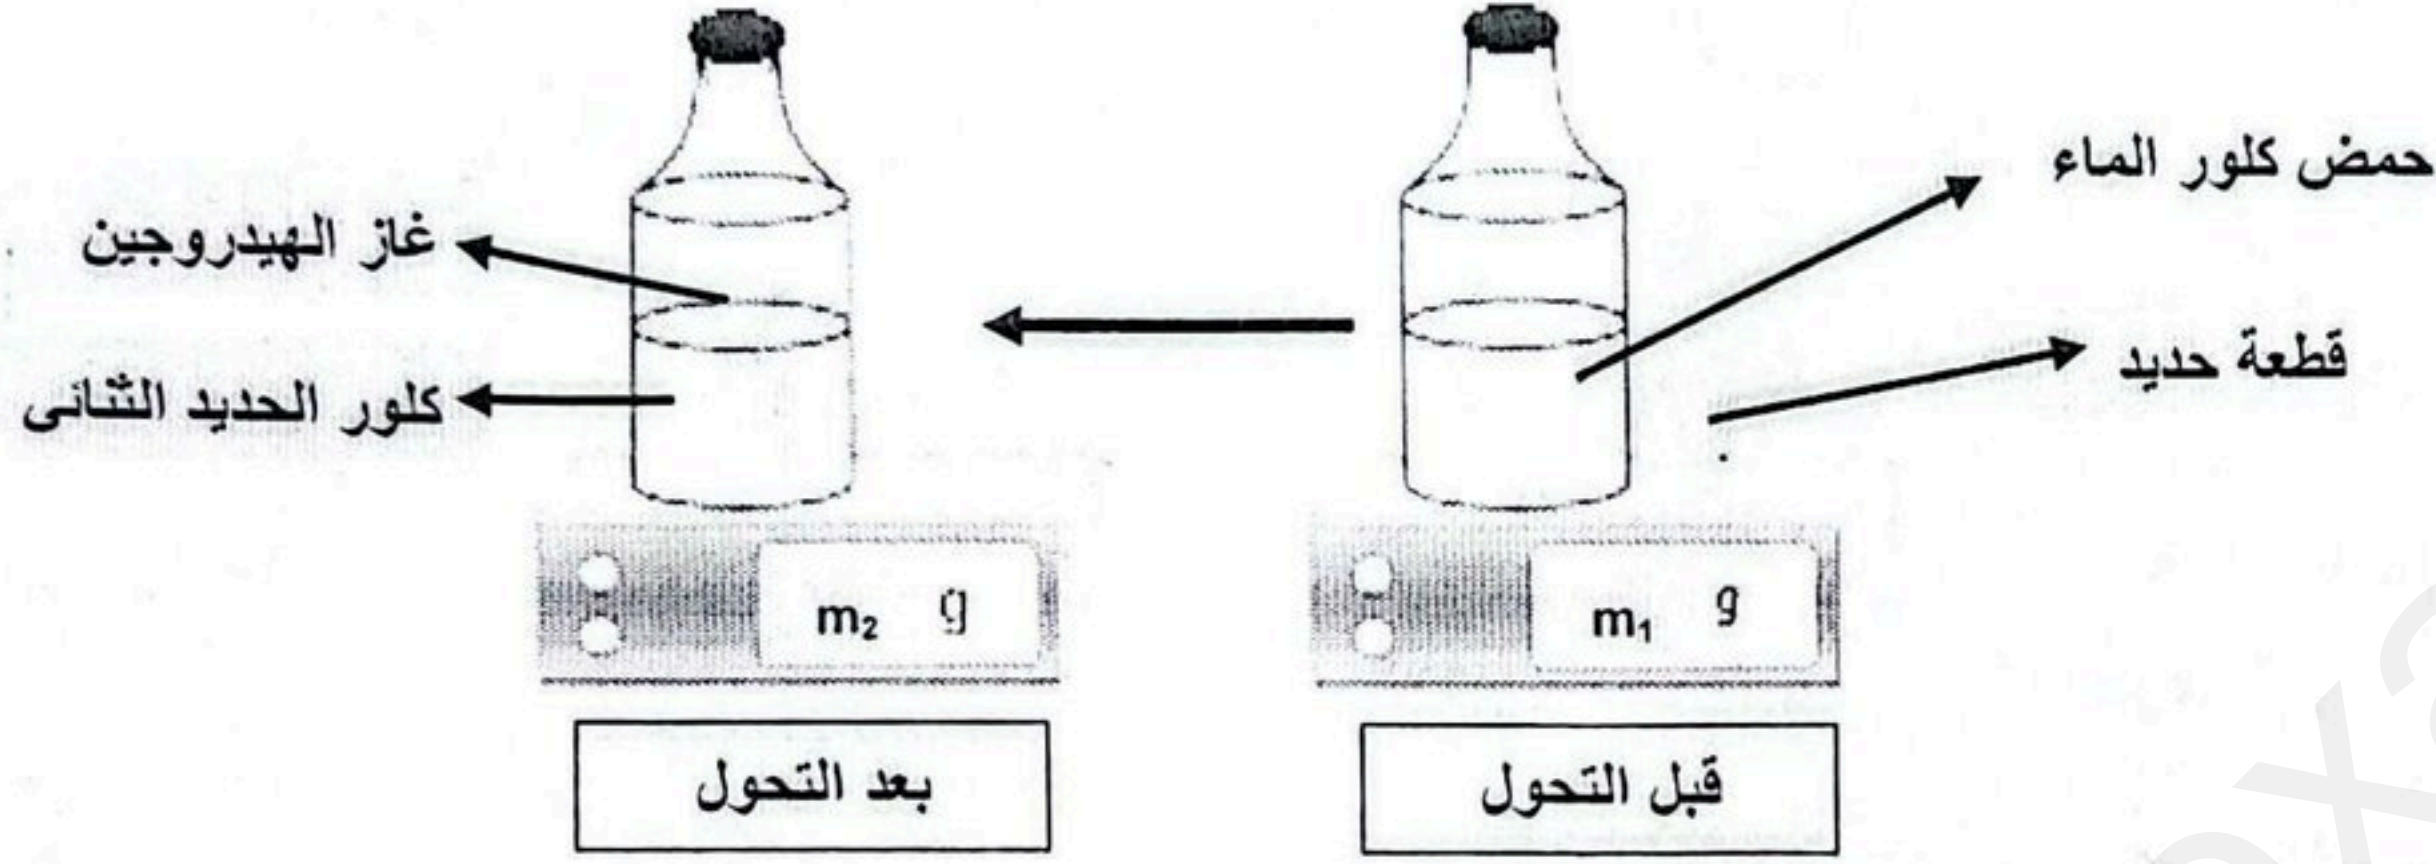 حمض كلور الماء
قطعة حديد
غاز الهيدروجين
كلور الحديد الثنائى
m₁ g
m₂ g
قبل التحول
بعد التحول